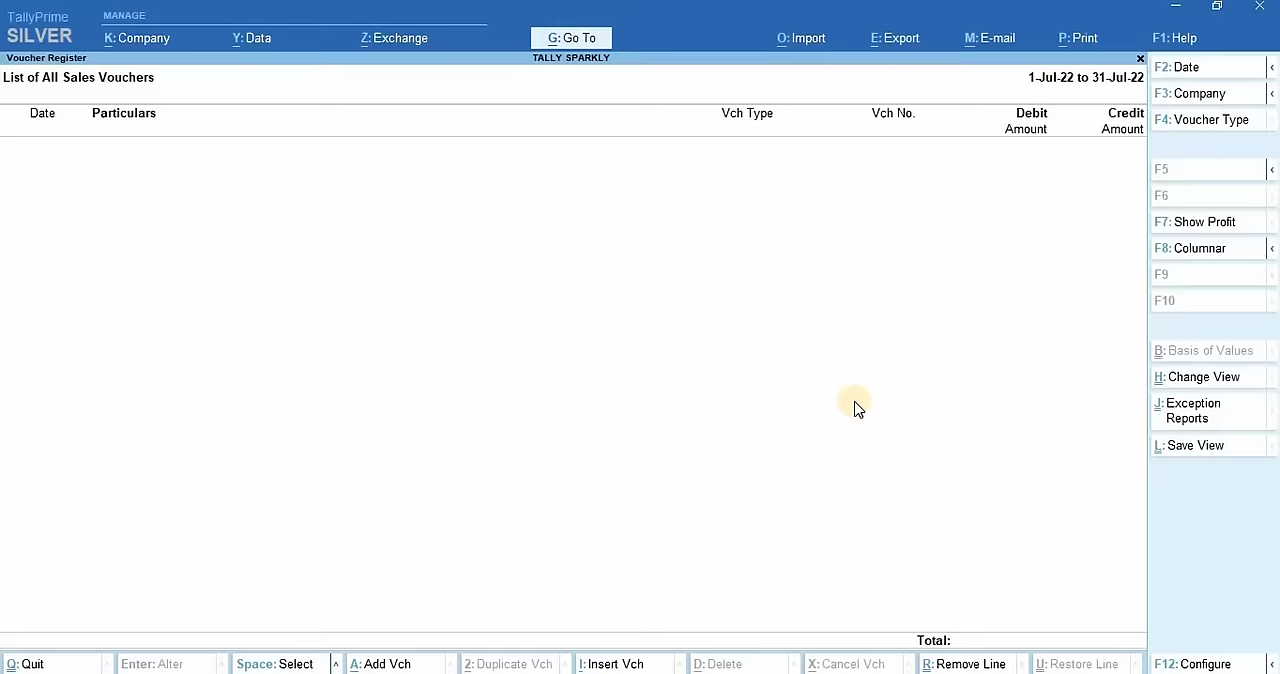 TallyPrime
SILVER
MANAGE
K: Company
Y: Data
Z: Exchange
G: Go To
O: Import
E: Export
M: E-mail
P: Print
F1: Help
Voucher Register
TALLY SPARKLY
List of All Sales Vouchers
1-Jul-22 to 31-Jul-22
Date
Particulars
Vch Type
Vch No.
Debit
Amount
Credit
Amount
F2: Date
F3: Company
F4: Voucher Type
F5
F6
F7: Show Profit
F8: Columnar
F9
F10
B: Basis of Values
H: Change View
J: Exception
Reports
L: Save View
Total:
Q: Quit
Enter: Alter
Space: Select
A: Add Vch
2: Duplicate Vch
I: Insert Vch
D: Delete
X: Cancel Vch
R: Remove Line
U: Restore Line
F12: Configure